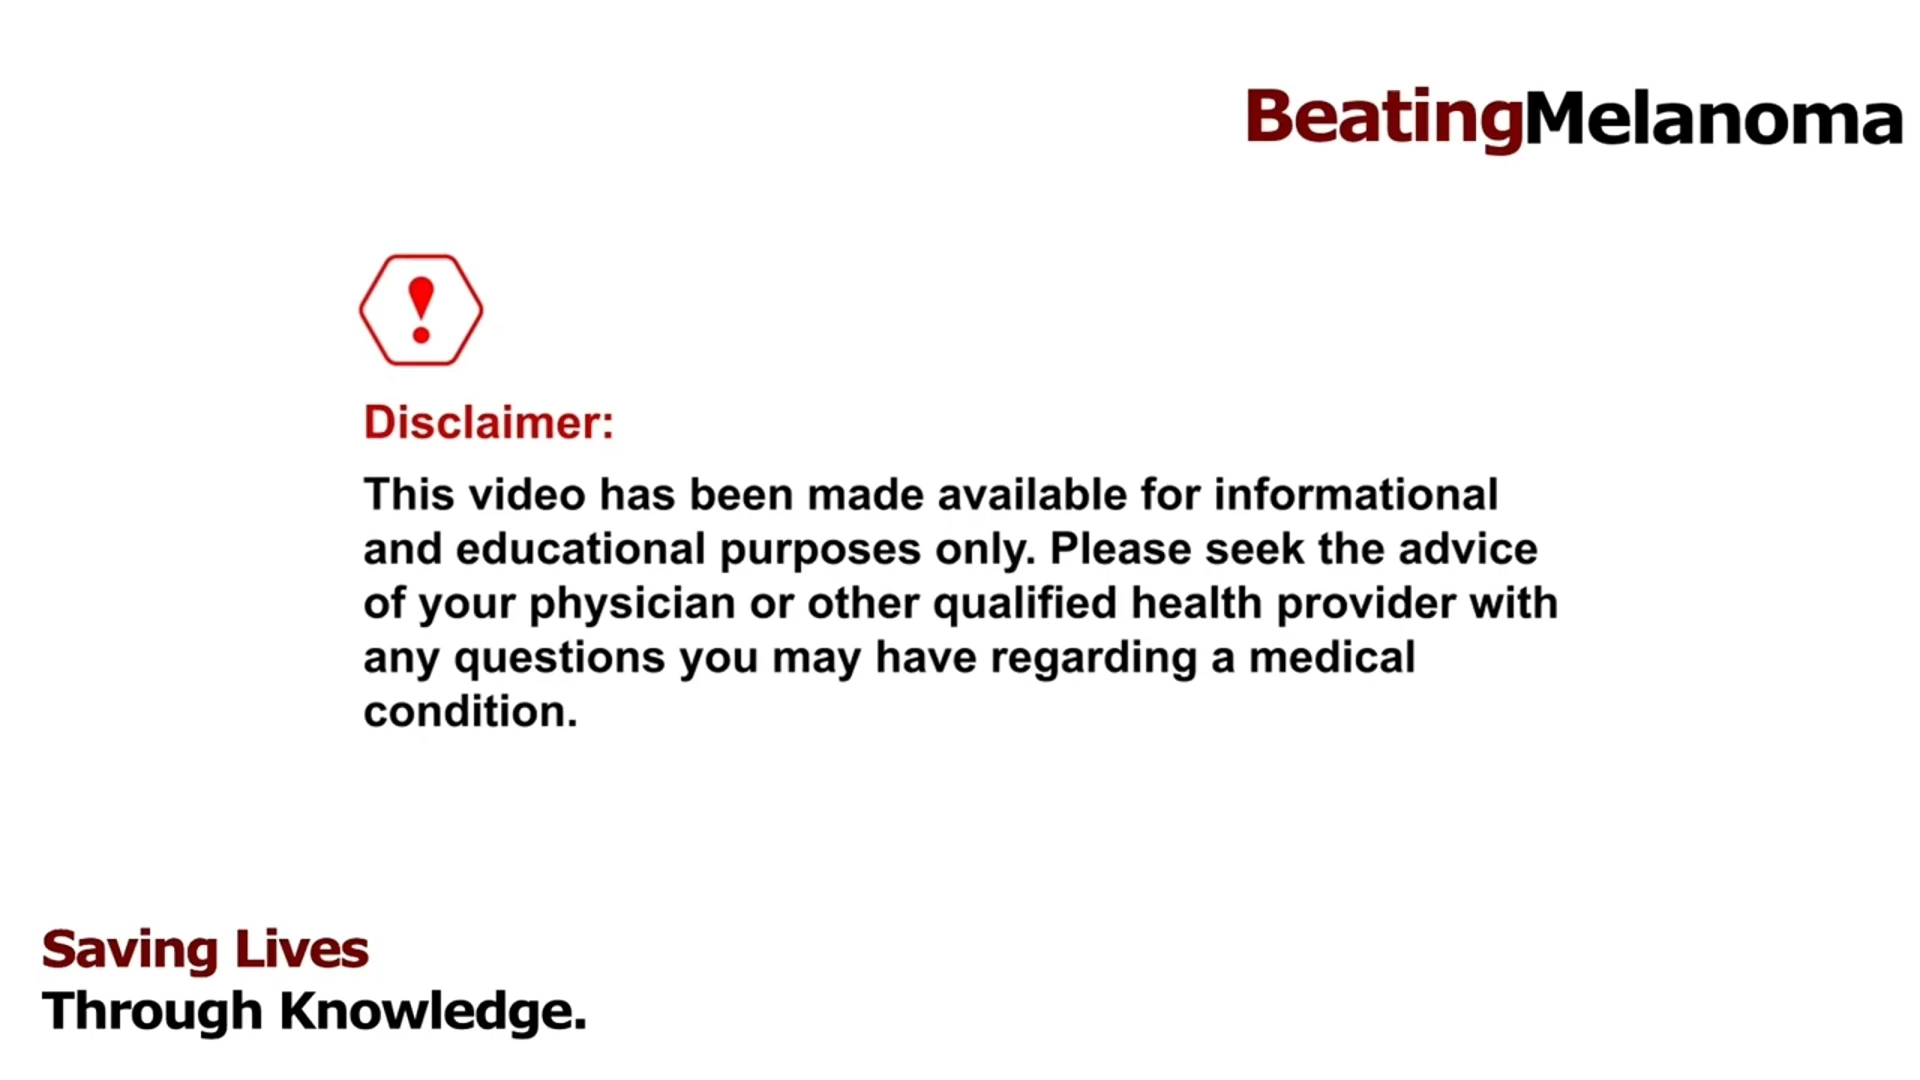 BeatingMelanoma
Disclaimer:
This video has been made available for informational
and educational purposes only. Please seek the advice
of your physician or other qualified health provider with
any questions you may have regarding a medical
condition.
Saving Lives
Through Knowledge.